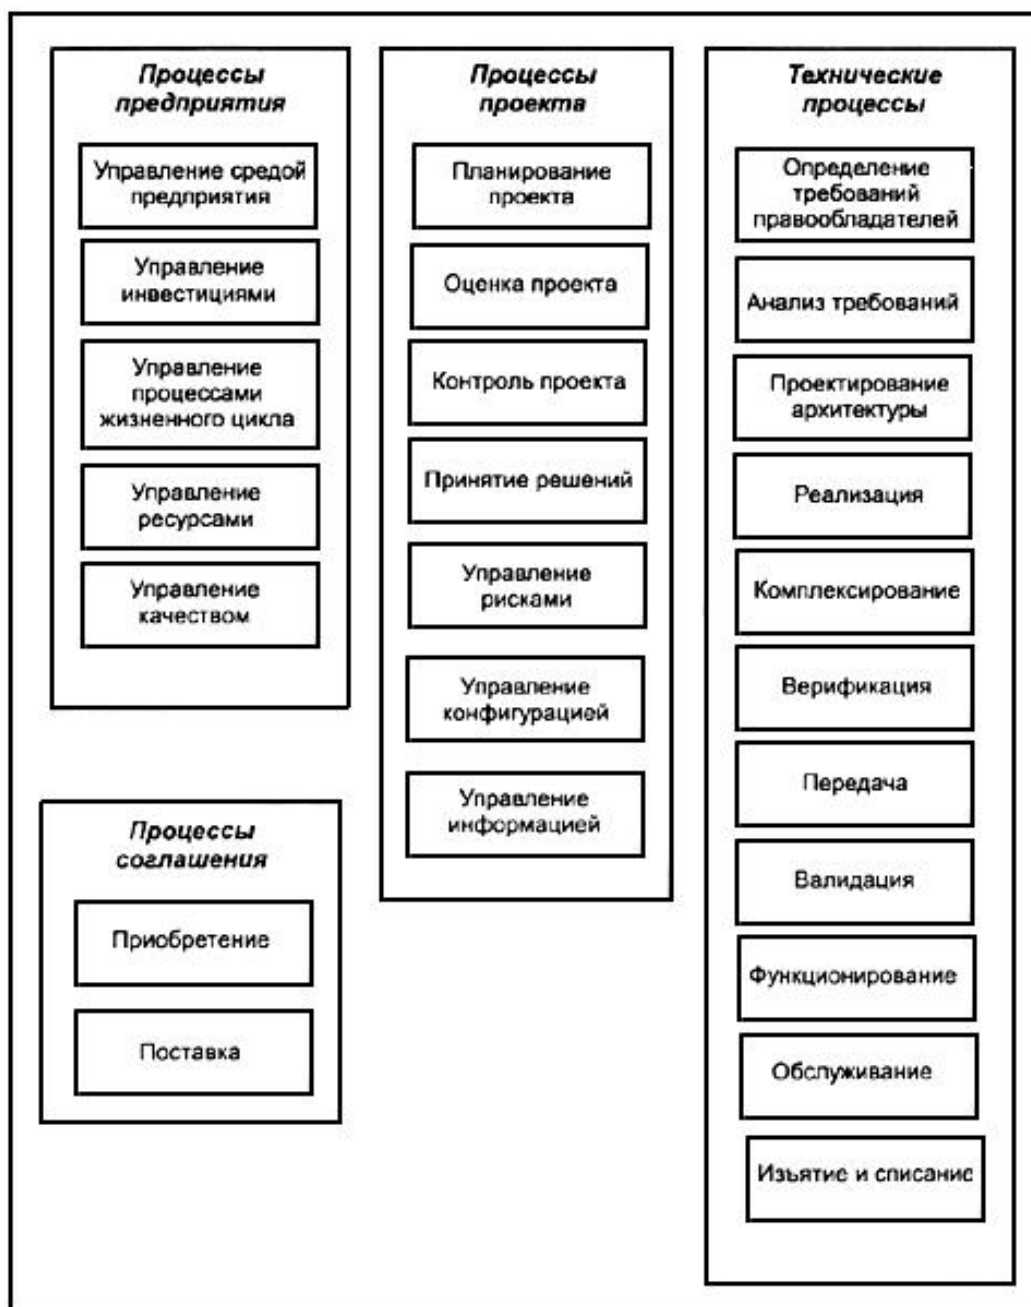 Процессы
предприятия
Управление средой
предприятия
Управление
инвестициями
Управление
процессами
жизненного цикла
Управление
ресурсами
Управление
качеством
Процессы
соглашения
Приобретение
Поставка
Процессы
проекта
Планирование
проекта
Оценка проекта
Контроль проекта
Принятие решений
Управление
рисками
Управление
конфигурацией
Управление
информацией
Технические
процессы
Определение
требований
правообладателей
Анализ требований
Проектирование
архитектуры
Реализация
Комплексирование
Верификация
Передача
Валидация
Функционирование
Обслуживание
Изьятие и списание